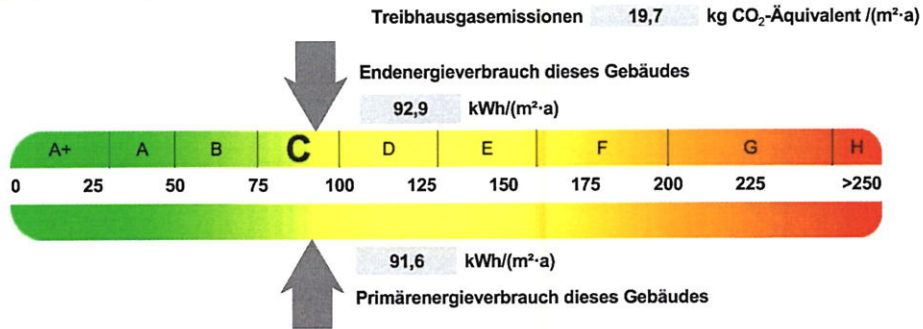 Treibhausgasemissionen 19,7 kg CO₂-Äquivalent /(m²·a)
Endenergieverbrauch dieses Gebäudes
92,9 kWh/(m²·a)
A+ A B C D E F G H
0 25 50 75 100 125 150 175 200 225 >250
91,6 kWh/(m²·a)
Primärenergieverbrauch dieses Gebäudes